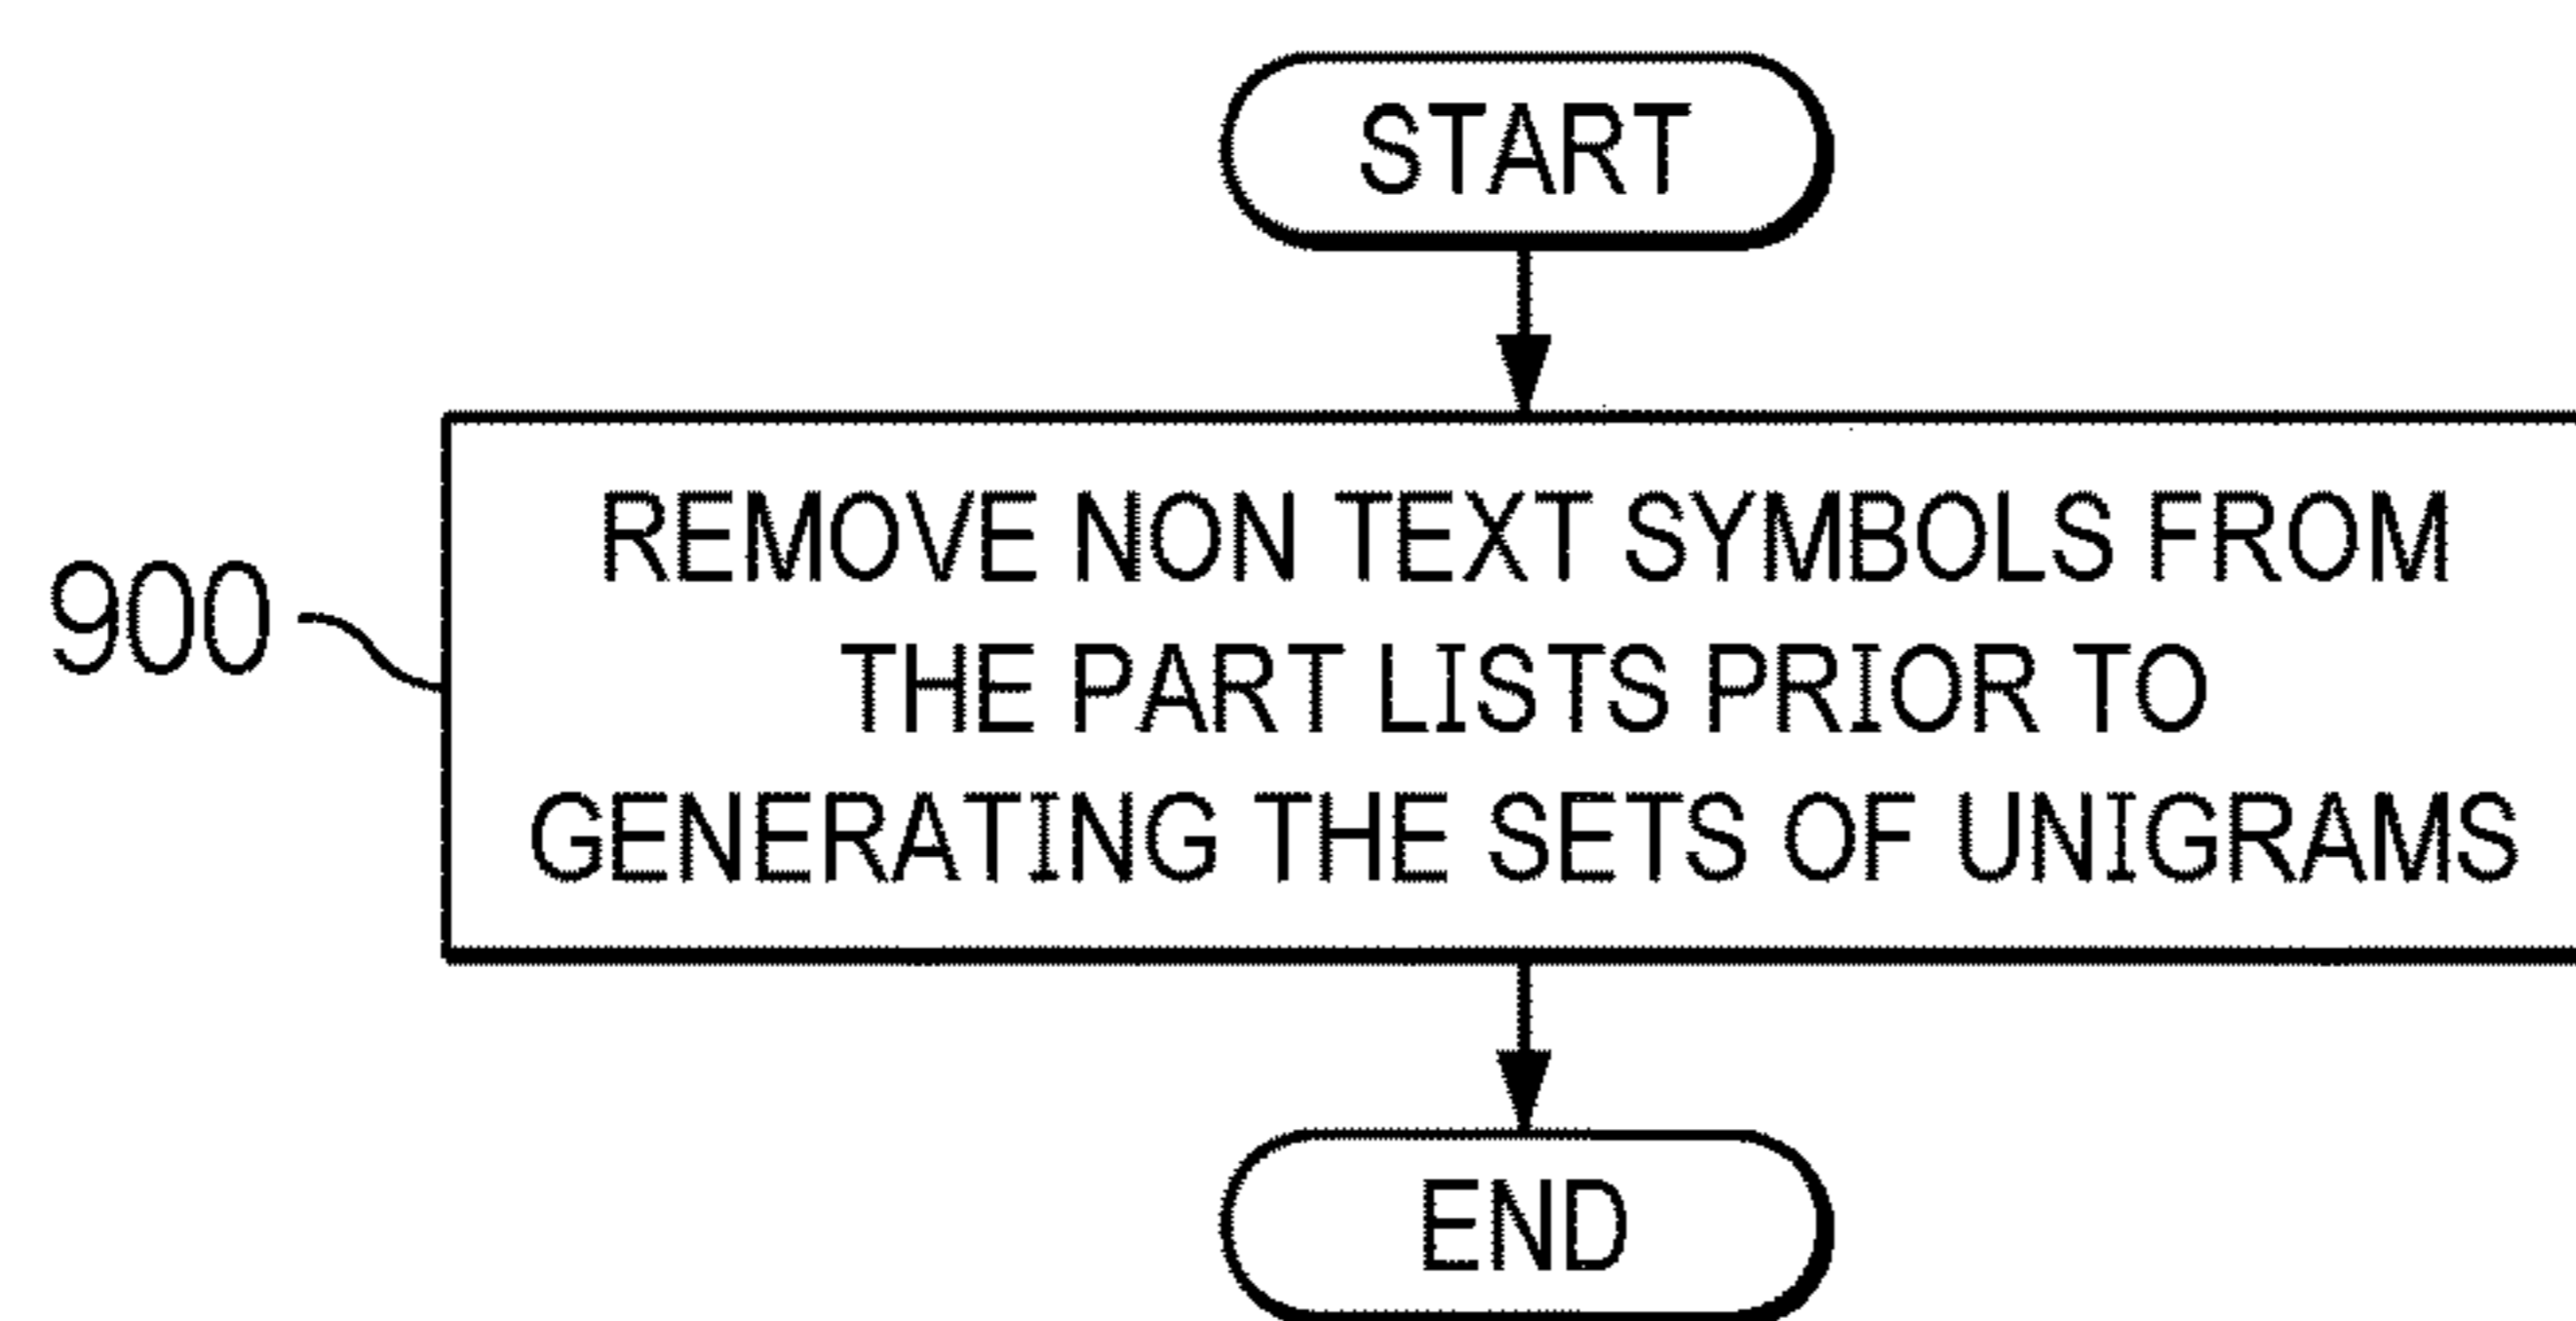 START
REMOVE NON TEXT SYMBOLS FROM
900
THE PART LISTS PRIOR TO
GENERATING THE SETS OF UNIGRAMS
END